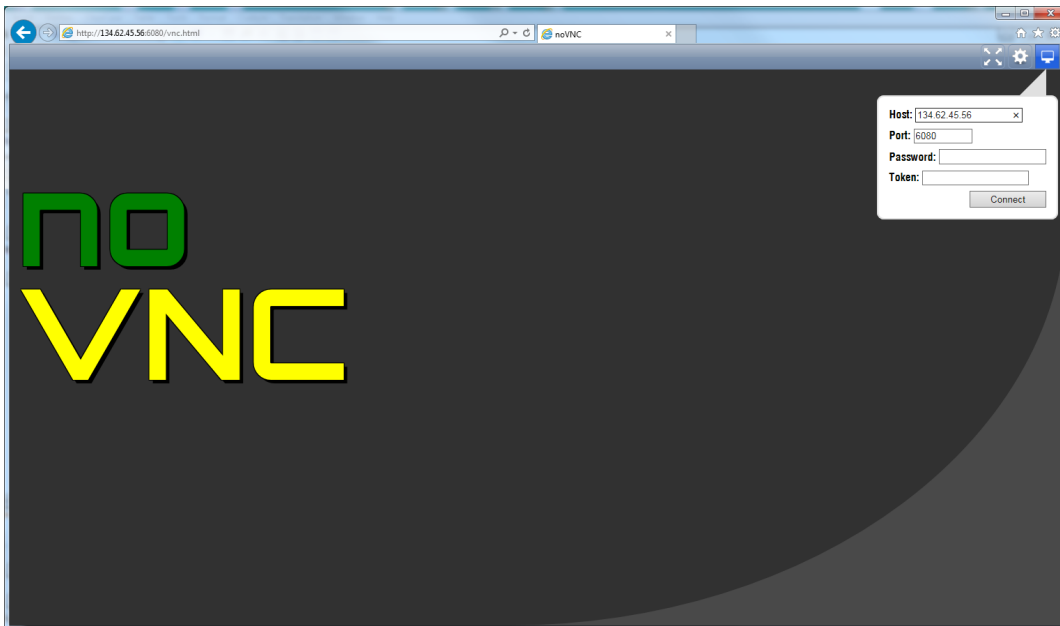 http://134.62.45.56:6080/vnc.html
noVNC
Host: 134.62.45.56
Port: 6080
Password:
Token:
Connect
no
VNC